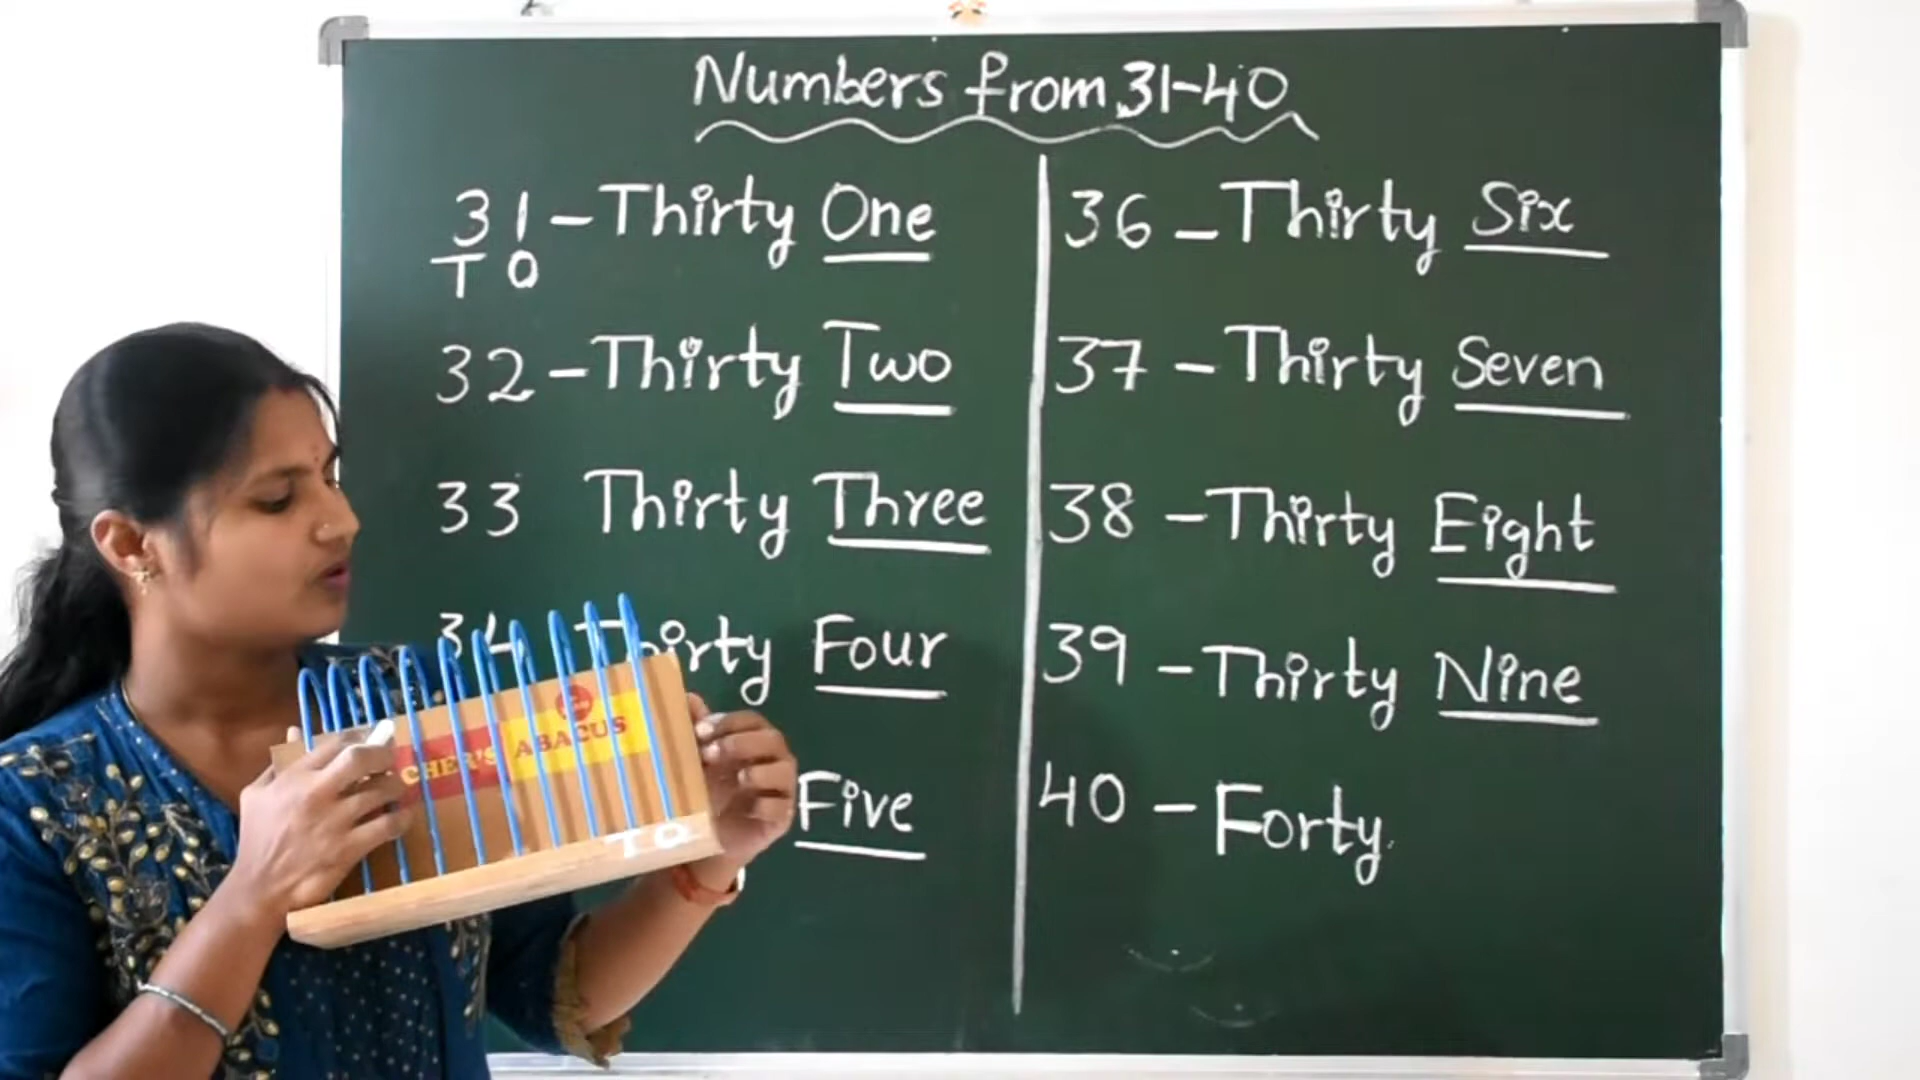 Numbers from 31-40
31 - Thirty One
T O
32 - Thirty Two
33 Thirty Three
34 Thirty Four
Five
36 - Thirty Six
37 - Thirty Seven
38 - Thirty Eight
39 - Thirty Nine
40 - Forty.
ABACUS
T O